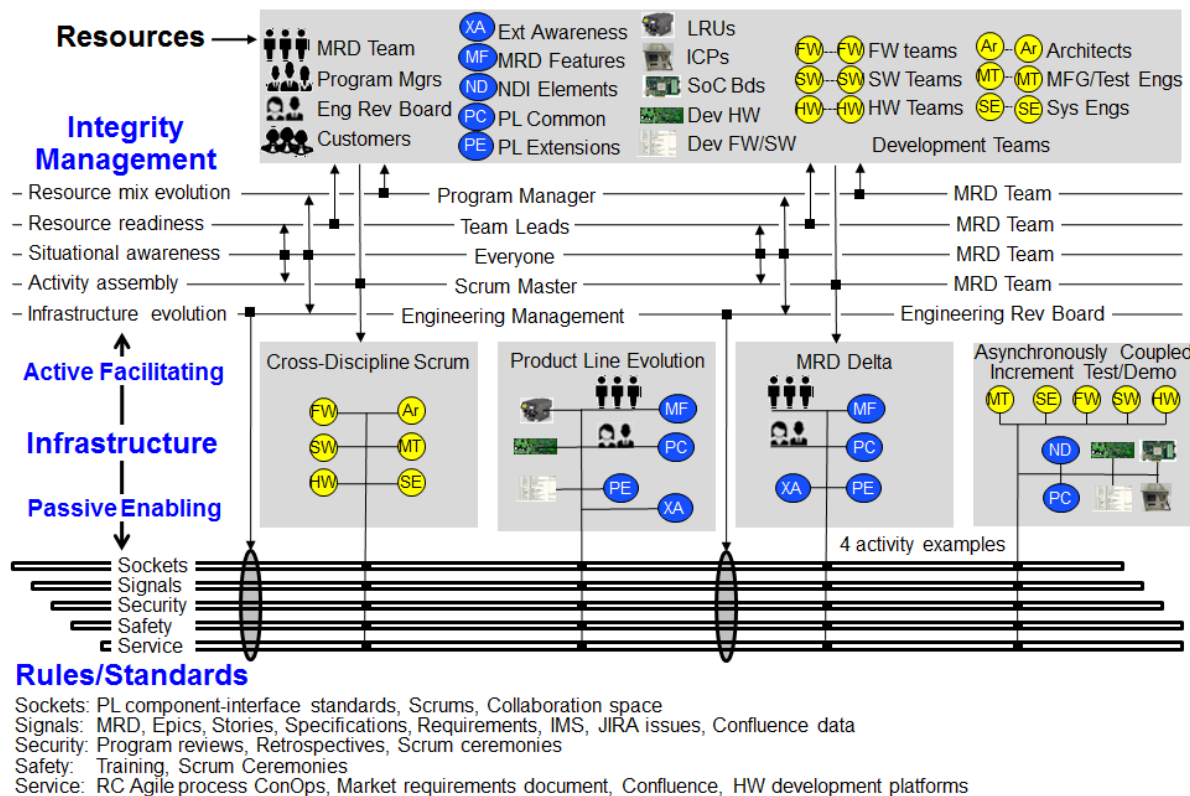 Resources
MRD Team
Program Mgrs
Eng Rev Board
Customers
XA Ext Awareness
MF MRD Features
ND NDI Elements
PC PL Common
PE PL Extensions
LRUs
ICPs
SoC Bds
Dev HW
Dev FW/SW
FW FW FW teams
SW SW SW Teams
HW HW HW Teams
Ar Ar Architects
MT MT MFG/Test Engs
SE SE Sys Engs
Development Teams
Integrity
Management
Resource mix evolution Program Manager MRD Team
Resource readiness Team Leads MRD Team
Situational awareness Everyone MRD Team
Activity assembly Scrum Master MRD Team
Infrastructure evolution Engineering Management Engineering Rev Board
Active Facilitating
Infrastructure
Passive Enabling
Cross-Discipline Scrum
FW Ar
SW MT
HW SE
Product Line Evolution
MF
PC
PE
XA
MRD Delta
MF
PC
XA PE
Asynchronously Coupled
Increment Test/Demo
MT SE FW SW HW
ND
PC
4 activity examples
Sockets
Signals
Security
Safety
Service
Rules/Standards
Sockets: PL component-interface standards, Scrums, Collaboration space
Signals: MRD, Epics, Stories, Specifications, Requirements, IMS, JIRA issues, Confluence data
Security: Program reviews, Retrospectives, Scrum ceremonies
Safety: Training, Scrum Ceremonies
Service: RC Agile process ConOps, Market requirements document, Confluence, HW development platforms